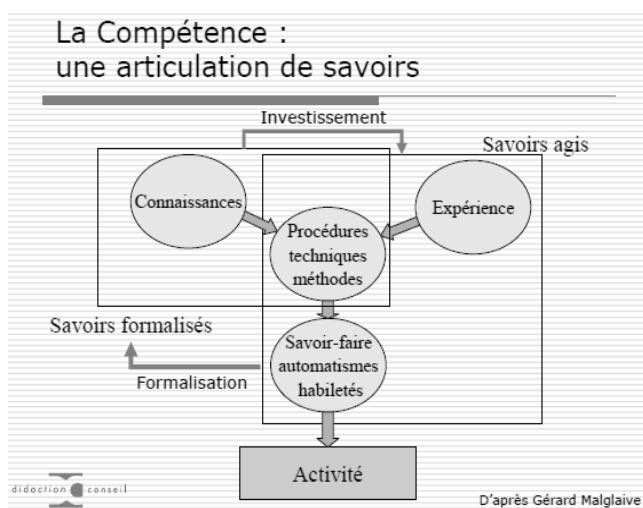 La Compétence :
une articulation de savoirs
Investissement
Savoirs agis
Connaissances
Expérience
Procédures
techniques
méthodes
Savoirs formalisés
Savoir-faire
automatismes
habiletés
Formalisation
Activité
didaction conseil
D'après Gérard Malglaive